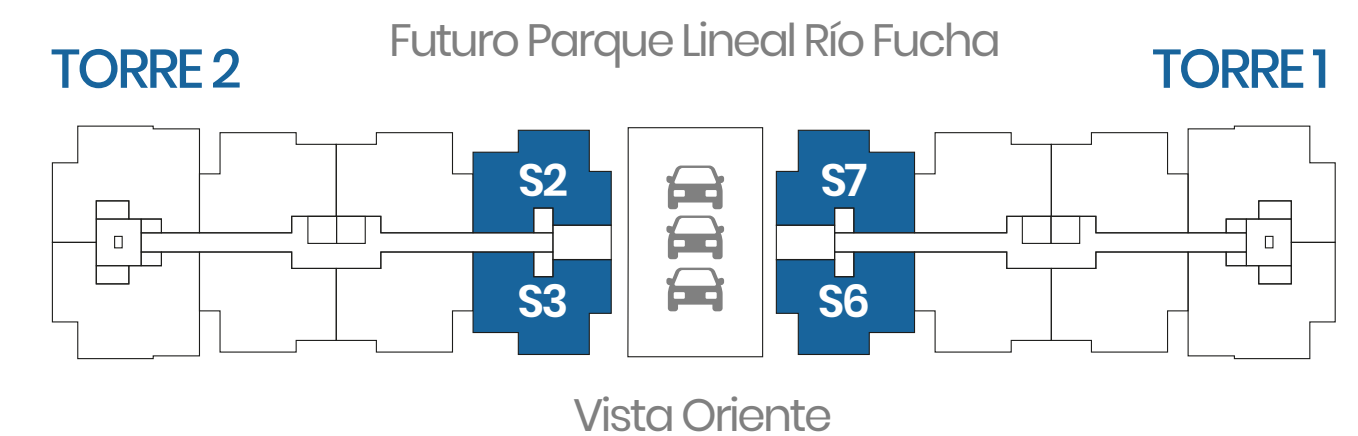 Futuro Parque Lineal Río Fucha
TORRE 2
TORRE 1
S2
S7
S3
S6
Vista Oriente